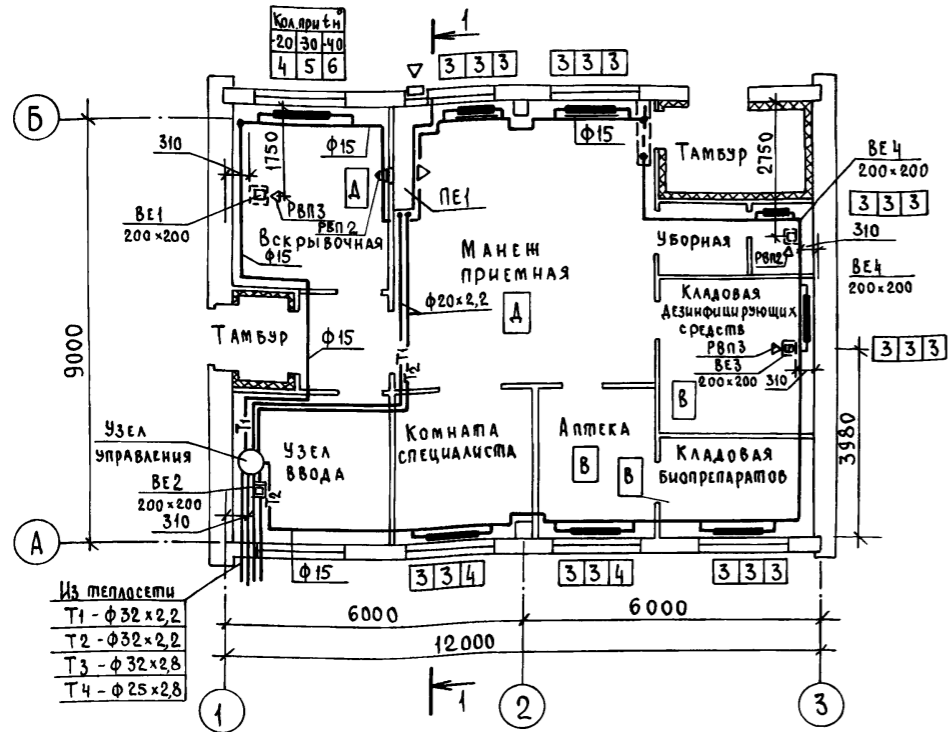 Кол. при tн°
-20 30 -40
4 5 6
1
3 3 3
3 3 3
Б
310
1750
Ф15
Ф15
Тамбур
2750
ВЕ4
200×200
3 3 3
Д
ПЕ1
ВЕ1
200×200
РВП3
РВП2
Вскрывочная
Ф15
Манеж
приемная
Уборная
РВП2
310
ВЕ4
200×200
Ф20×2,2
Д
Кладовая
дезинфицирующих
средств
Тамбур
Ф15
9000
Т1
Т2
РВП3
ВЕ3
200×200
310
3 3 3
В
Т1
Узел
управления
Узел
ввода
Комната
специалиста
Аптека
В
В
Кладовая
биопрепаратов
3980
ВЕ2
200×200
310
Т2
А
Ф15
3 3 4
3 3 4
3 3 3
Из теплосети
Т1 - Ф32×2,2
Т2 - Ф32×2,2
Т3 - Ф32×2,8
Т4 - Ф25×2,8
6000
6000
12000
1
1
2
3